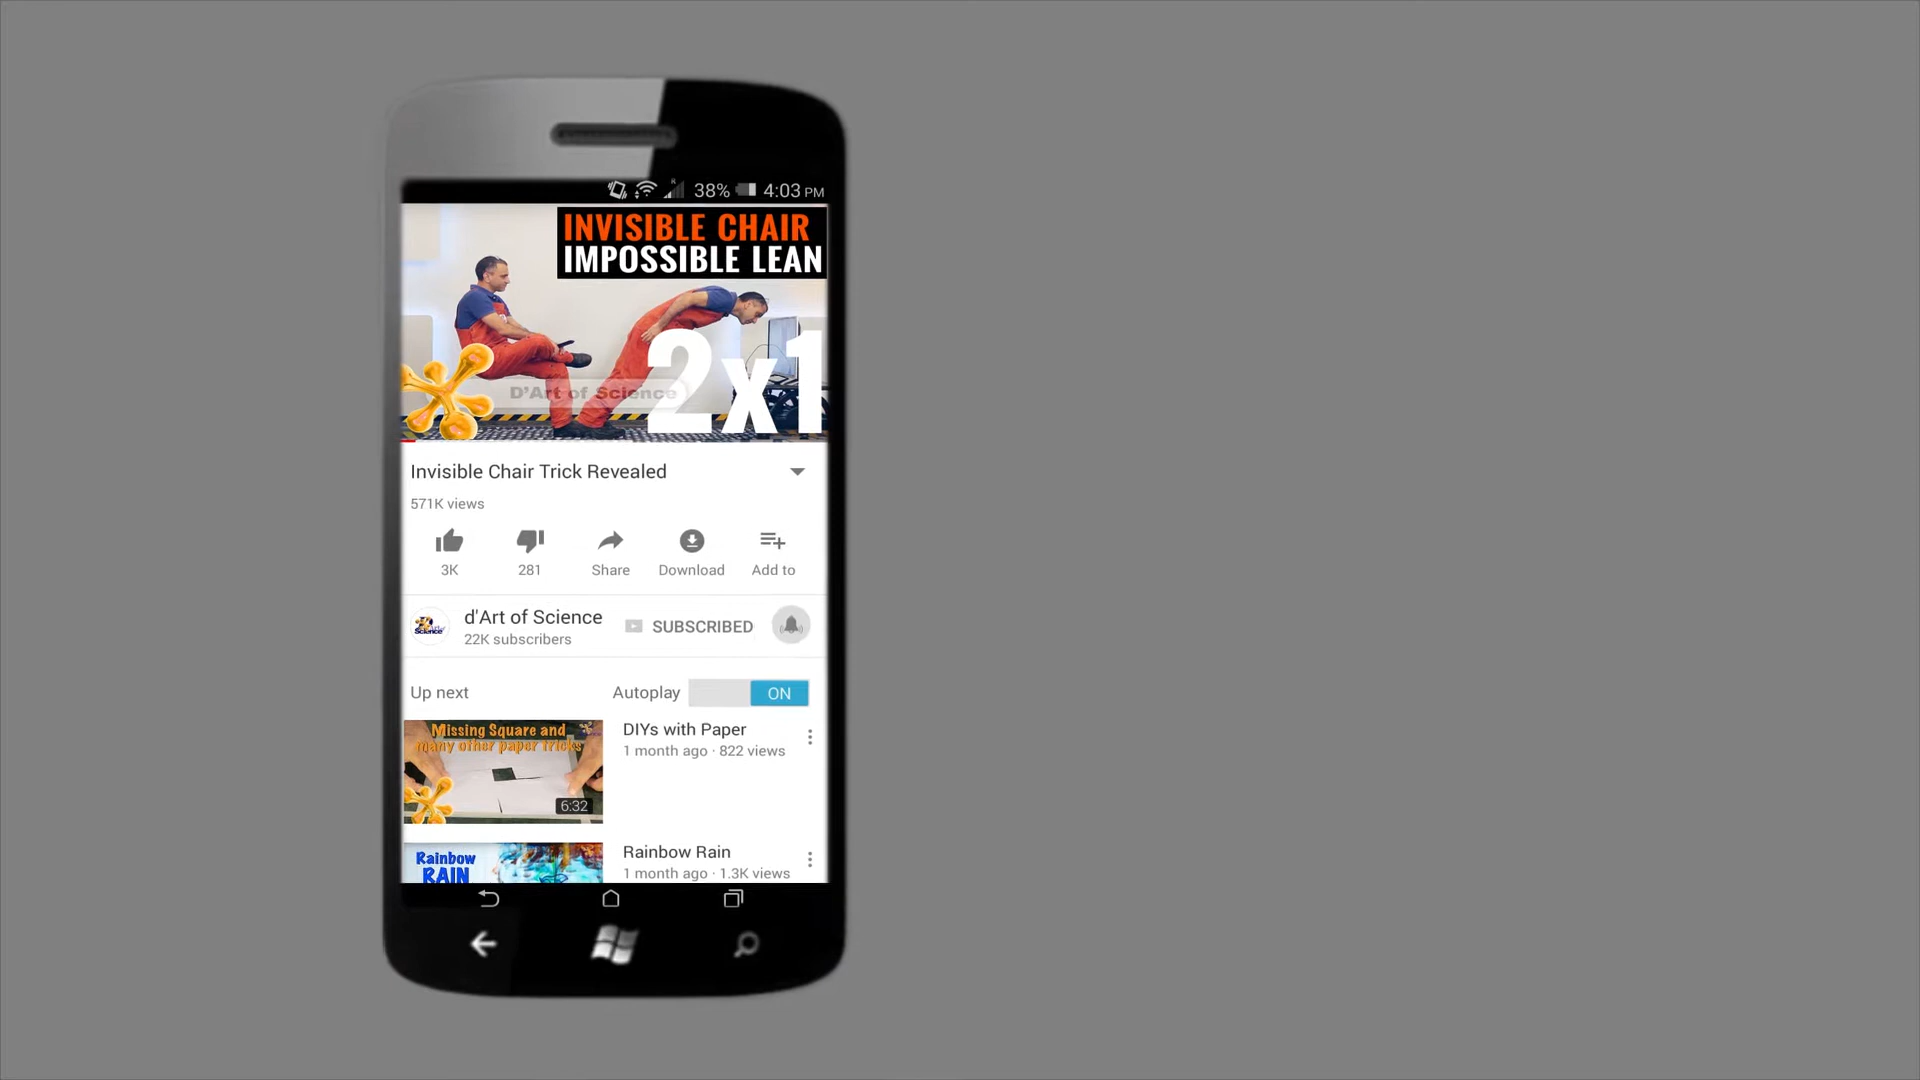 38% 4:03 PM
INVISIBLE CHAIR
IMPOSSIBLE LEAN
2x1
D'Art of Science
Invisible Chair Trick Revealed
571K views
3K
281
Share
Download
Add to
Science
d'Art of Science
22K subscribers
SUBSCRIBED
Up next
Autoplay
ON
Missing Square and
many other paper tricks
6:32
DIYs with Paper
1 month ago · 822 views
Rainbow
RAIN
Rainbow Rain
1 month ago · 1.3K views